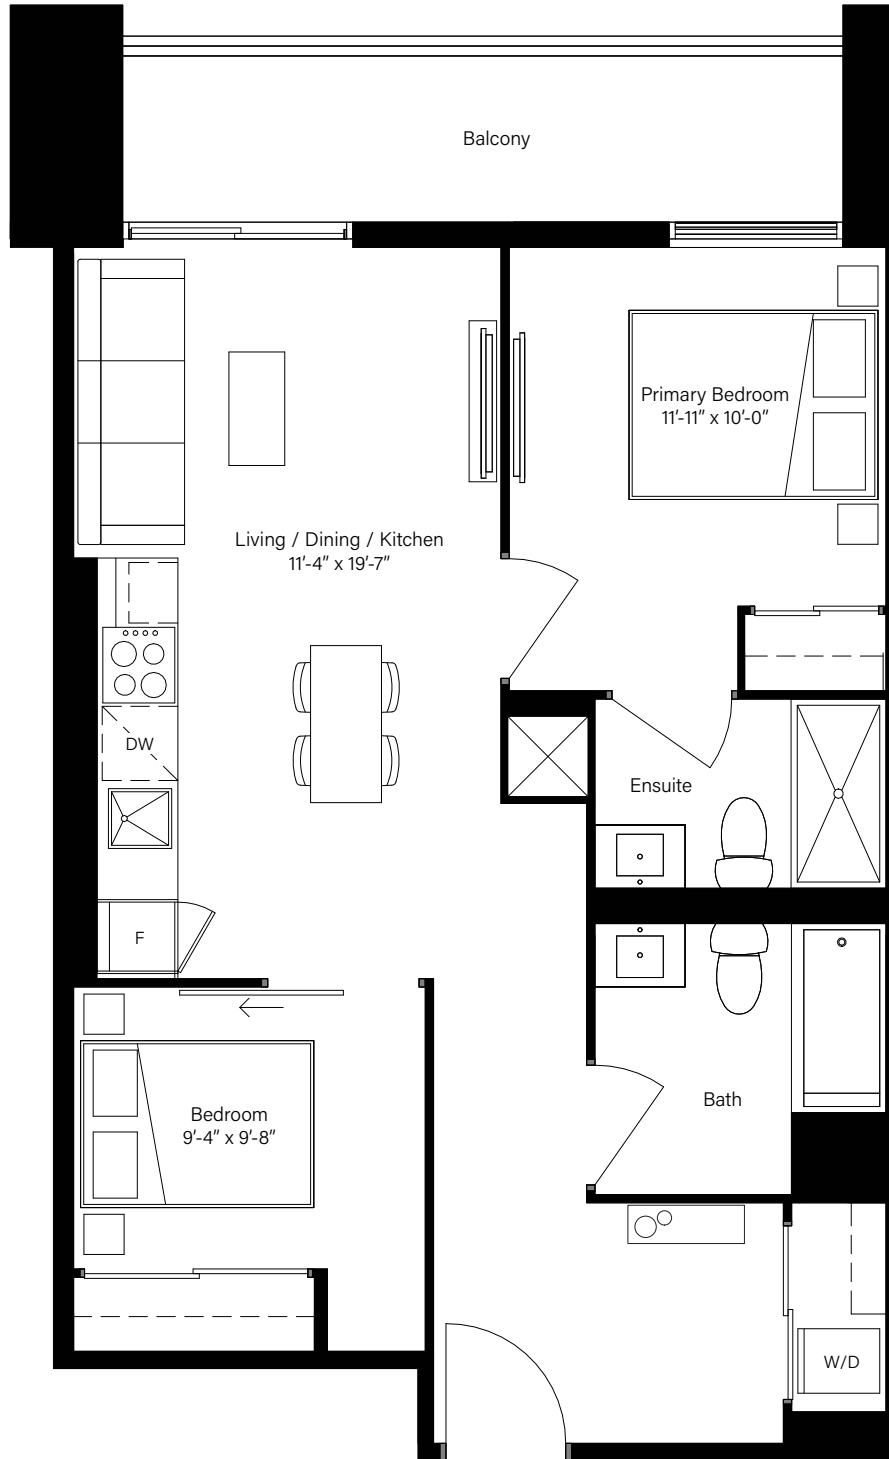 Balcony
Primary Bedroom
11′-11″ x 10′-0″
Living / Dining / Kitchen
11′-4″ x 19′-7″
DW
Ensuite
F
Bedroom
9′-4″ x 9′-8″
Bath
W/D